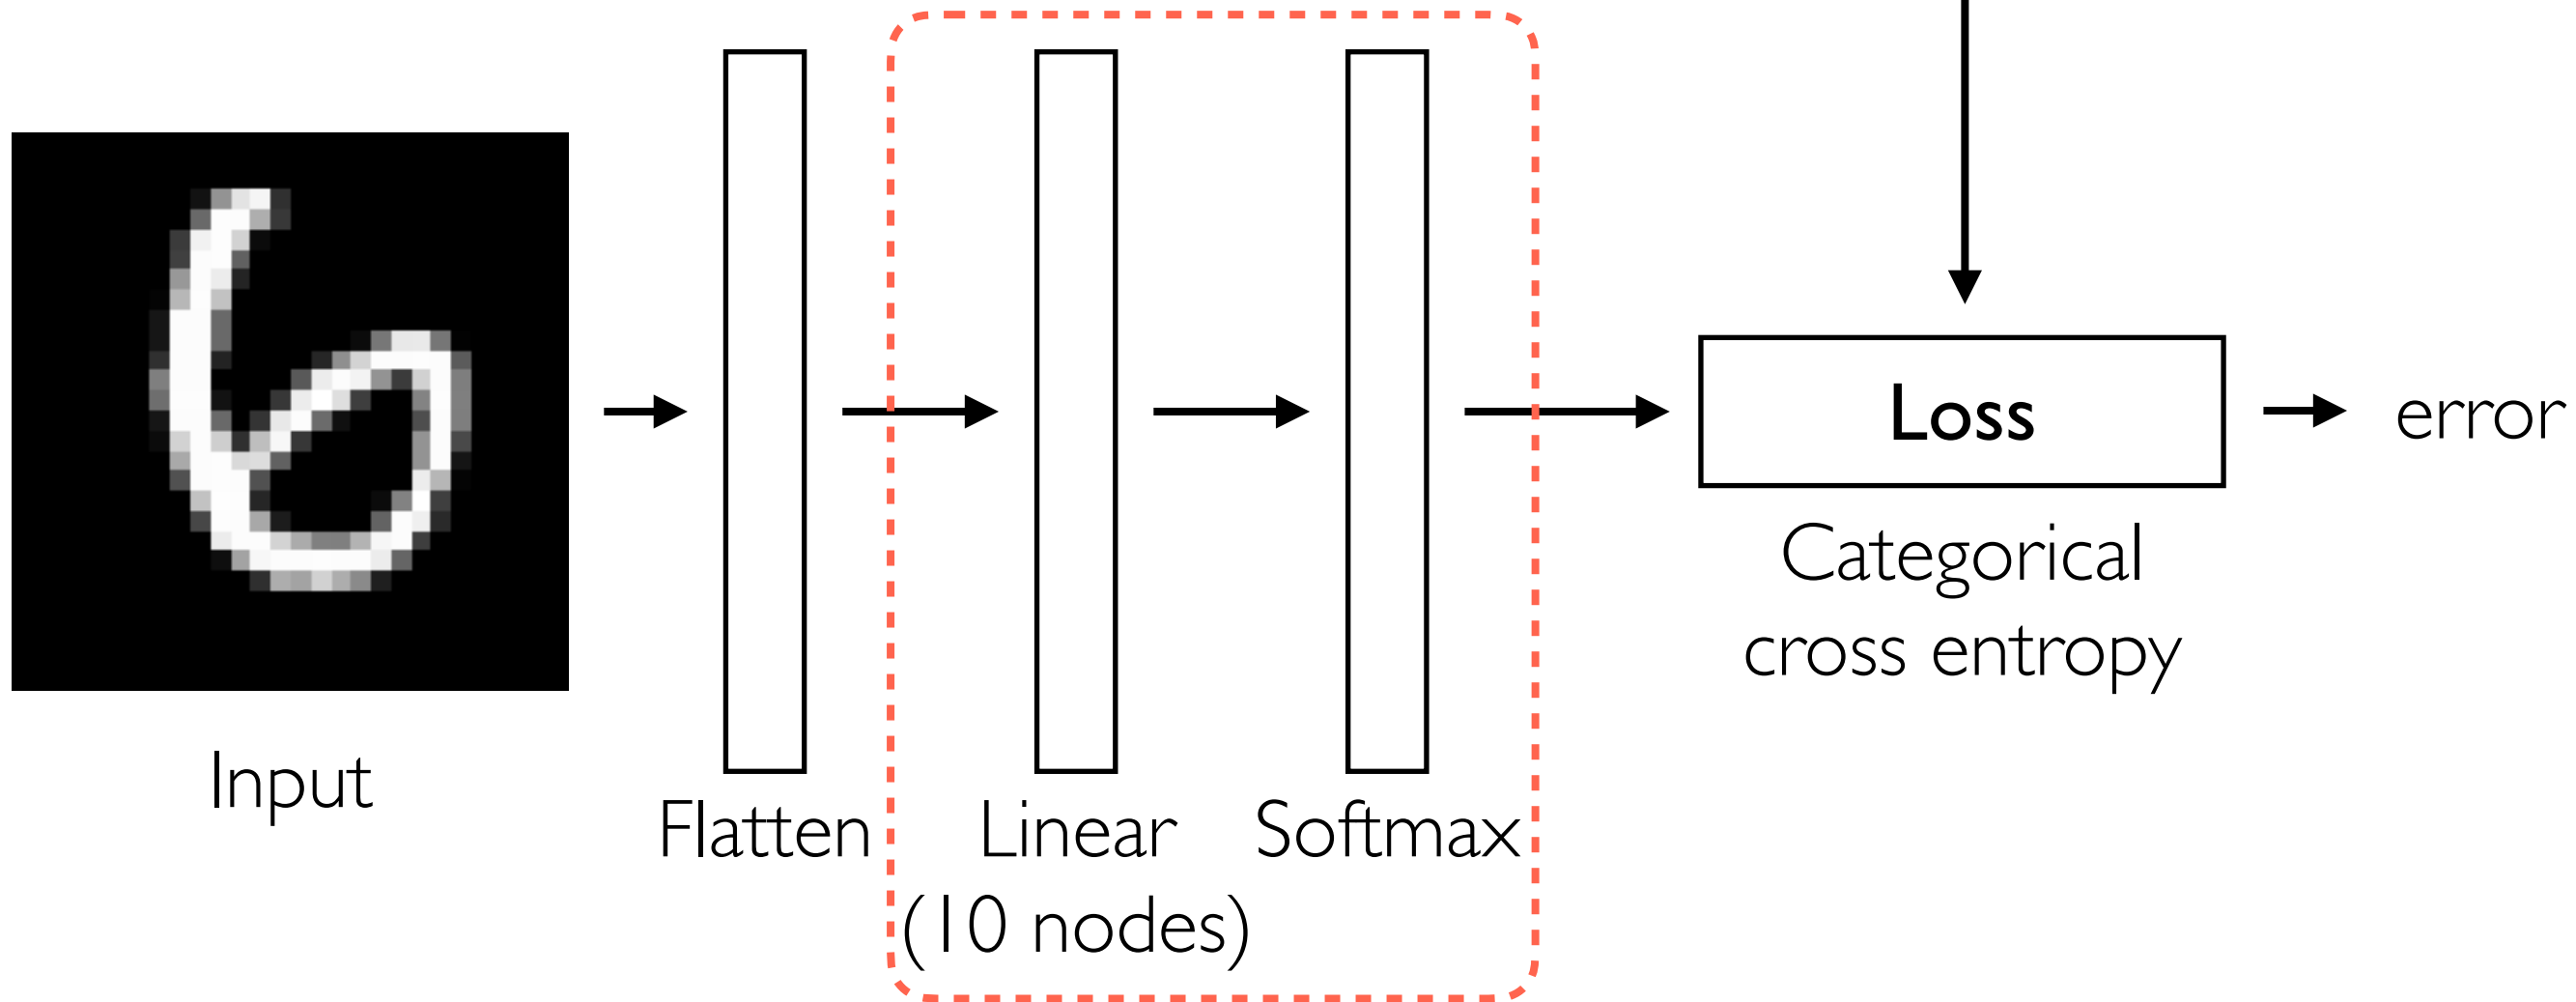 Input
Flatten
Linear
(10 nodes)
Softmax
Loss
Categorical
cross entropy
error